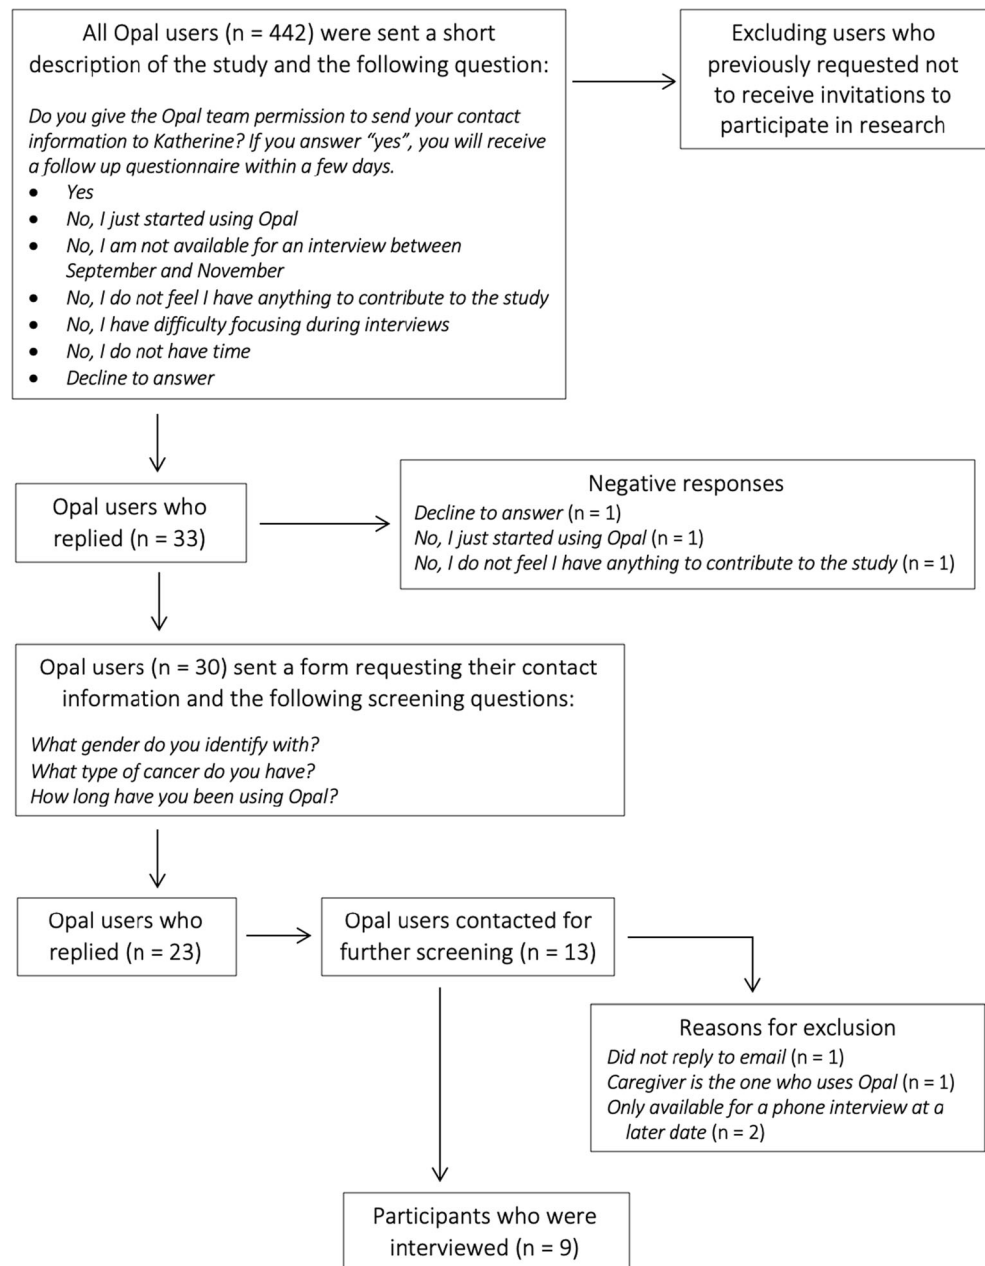 All Opal users (n = 442) were sent a short
description of the study and the following question:
Do you give the Opal team permission to send your contact
information to Katherine? If you answer “yes”, you will receive
a follow up questionnaire within a few days.
• Yes
• No, I just started using Opal
• No, I am not available for an interview between
September and November
• No, I do not feel I have anything to contribute to the study
• No, I have difficulty focusing during interviews
• No, I do not have time
• Decline to answer
Excluding users who
previously requested not
to receive invitations to
participate in research
Opal users who
replied (n = 33)
Negative responses
Decline to answer (n = 1)
No, I just started using Opal (n = 1)
No, I do not feel I have anything to contribute to the study (n = 1)
Opal users (n = 30) sent a form requesting their contact
information and the following screening questions:
What gender do you identify with?
What type of cancer do you have?
How long have you been using Opal?
Opal users who
replied (n = 23)
Opal users contacted for
further screening (n = 13)
Reasons for exclusion
Did not reply to email (n = 1)
Caregiver is the one who uses Opal (n = 1)
Only available for a phone interview at a
later date (n = 2)
Participants who were
interviewed (n = 9)